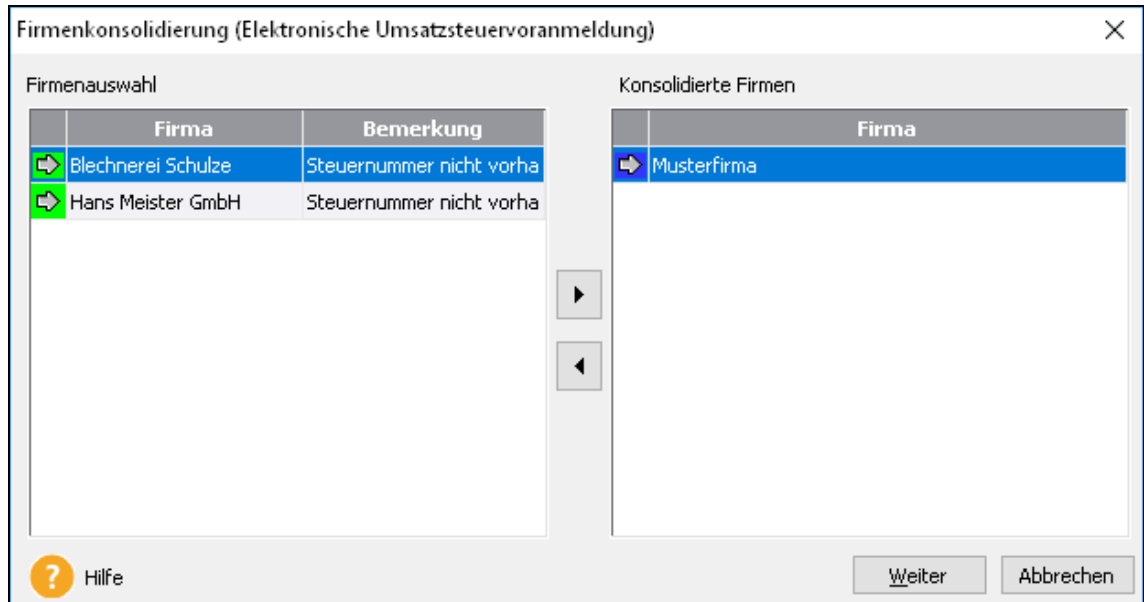 Firmenkonsolidierung (Elektronische Umsatzsteuervoranmeldung)
Firmenauswahl
Firma Bemerkung
Blechnerei Schulze Steuernummer nicht vorha
Hans Meister GmbH Steuernummer nicht vorha
Konsolidierte Firmen
Firma
Musterfirma
? Hilfe
Weiter Abbrechen